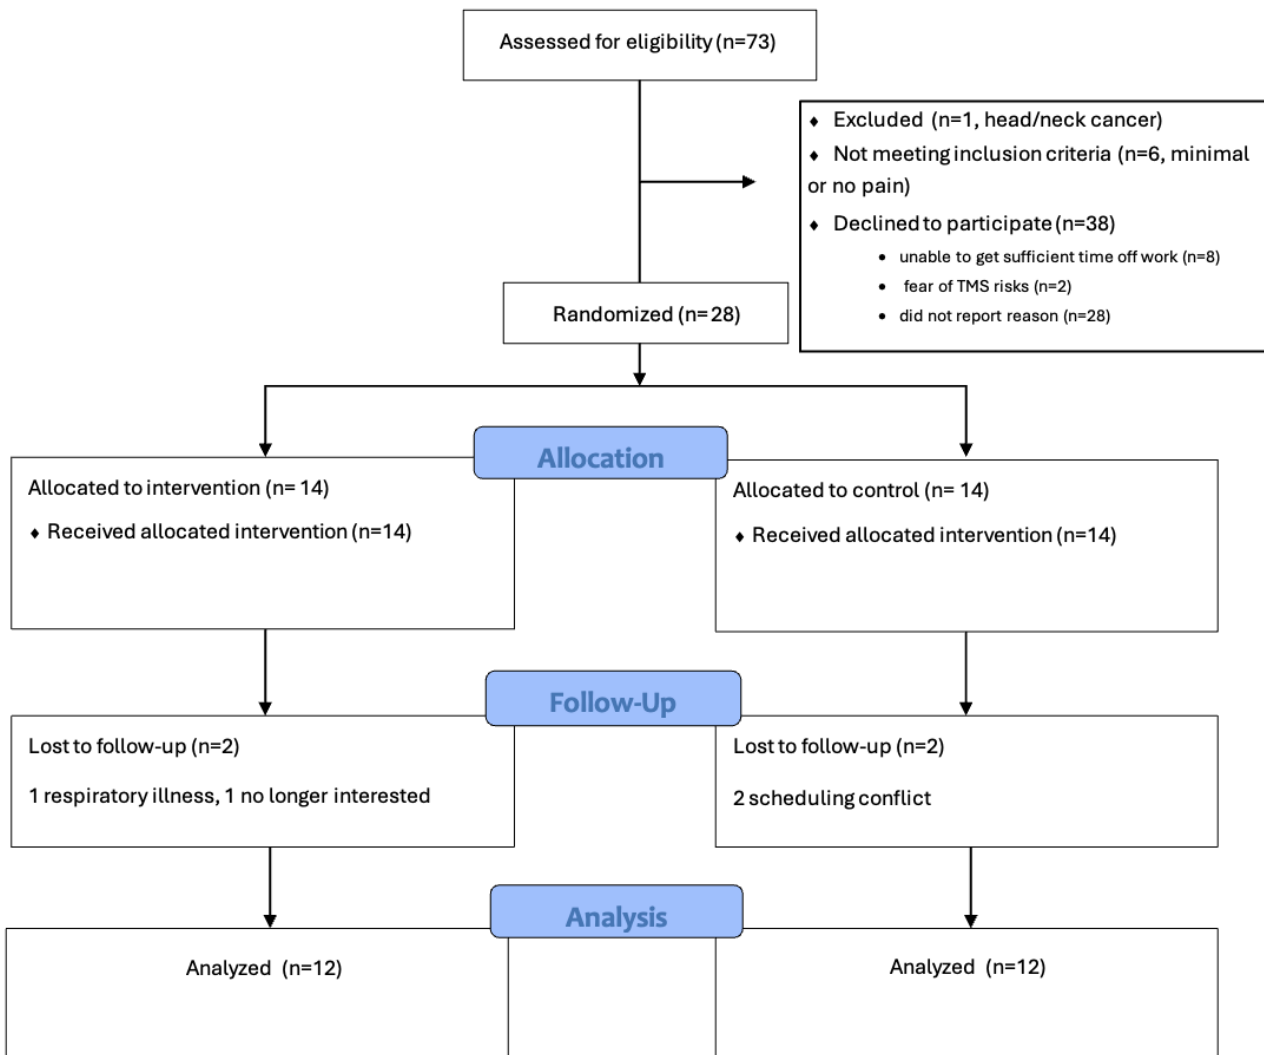 Assessed for eligibility (n=73)
♦ Excluded (n=1, head/neck cancer)
♦ Not meeting inclusion criteria (n=6, minimal
or no pain)
♦ Declined to participate (n=38)
• unable to get sufficient time off work (n=8)
• fear of TMS risks (n=2)
• did not report reason (n=28)
Randomized (n=28)
Allocation
Allocated to intervention (n= 14)
♦ Received allocated intervention (n=14)
Allocated to control (n= 14)
♦ Received allocated intervention (n=14)
Follow-Up
Lost to follow-up (n=2)
1 respiratory illness, 1 no longer interested
Lost to follow-up (n=2)
2 scheduling conflict
Analysis
Analyzed (n=12)
Analyzed (n=12)